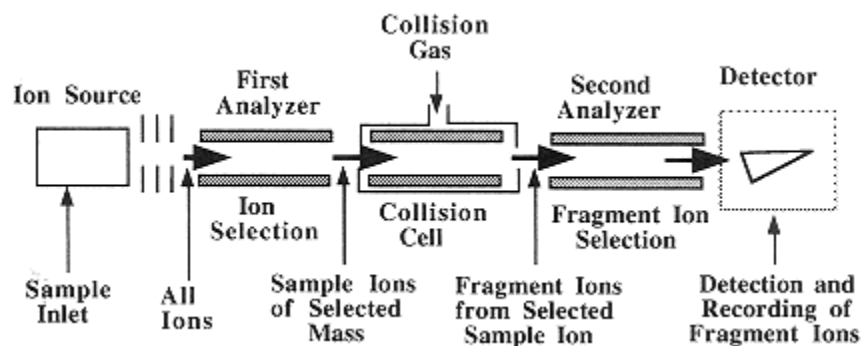 Collision
Gas
First
Analyzer
Second
Analyzer
Detector
Ion Source
Ion
Selection
Collision
Cell
Fragment Ion
Selection
Sample
Inlet
All
Ions
Sample Ions
of Selected
Mass
Fragment Ions
from Selected
Sample Ion
Detection and
Recording of
Fragment Ions